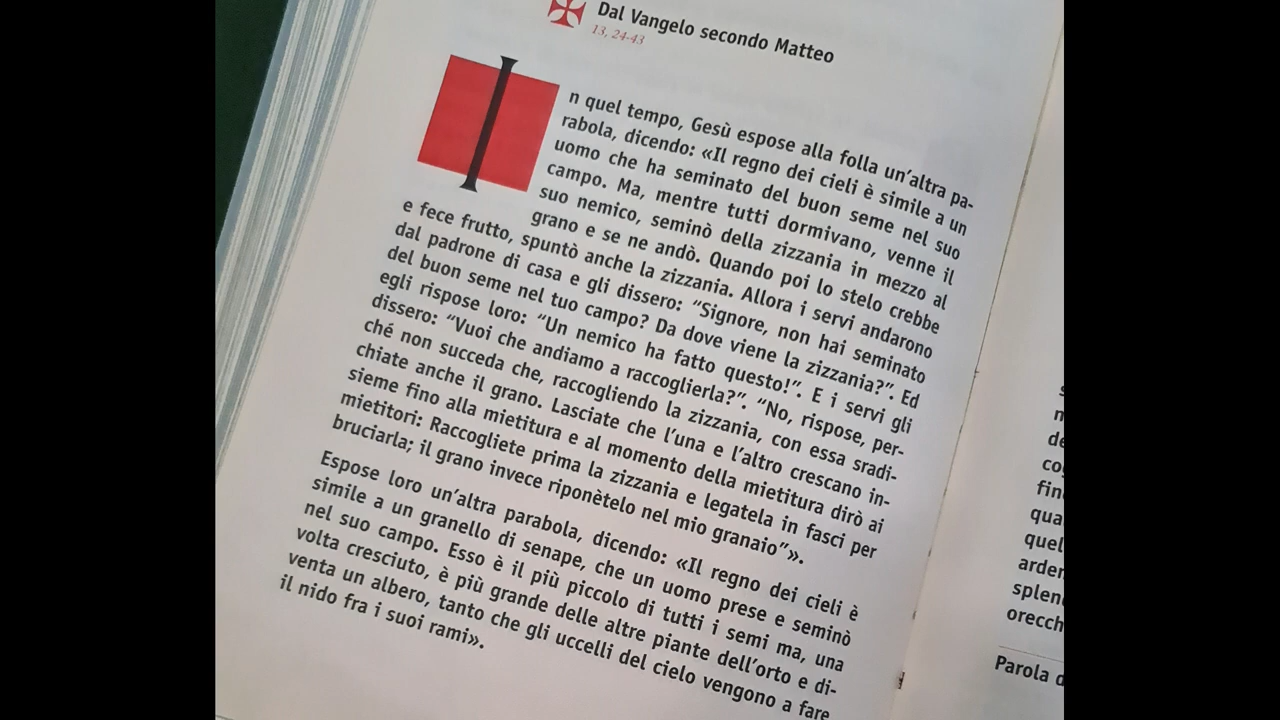 Dal Vangelo secondo Matteo
13, 24-43
In quel tempo, Gesù espose alla folla un'altra pa-
rabola, dicendo: «Il regno dei cieli è simile a un
uomo che ha seminato del buon seme nel suo
campo. Ma, mentre tutti dormivano, venne il
suo nemico, seminò della zizzania in mezzo al
grano e se ne andò. Quando poi lo stelo crebbe
e fece frutto, spuntò anche la zizzania. Allora i servi andarono
dal padrone di casa e gli dissero: “Signore, non hai seminato
del buon seme nel tuo campo? Da dove viene la zizzania?”. Ed
egli rispose loro: “Un nemico ha fatto questo!”. E i servi gli
dissero: “Vuoi che andiamo a raccoglierla?”. “No, rispose, per-
ché non succeda che, raccogliendo la zizzania, con essa sradi-
chiate anche il grano. Lasciate che l'una e l'altro crescano in-
sieme fino alla mietitura e al momento della mietitura dirò ai
mietitori: Raccogliete prima la zizzania e legatela in fasci per
bruciarla; il grano invece riponètelo nel mio granaio”».
Espose loro un'altra parabola, dicendo: «Il regno dei cieli è
simile a un granello di senape, che un uomo prese e seminò
nel suo campo. Esso è il più piccolo di tutti i semi ma, una
volta cresciuto, è più grande delle altre piante dell'orto e di-
venta un albero, tanto che gli uccelli del cielo vengono a fare
il nido fra i suoi rami».
fin
qua
quel
arder
splen
orecch
Parola d